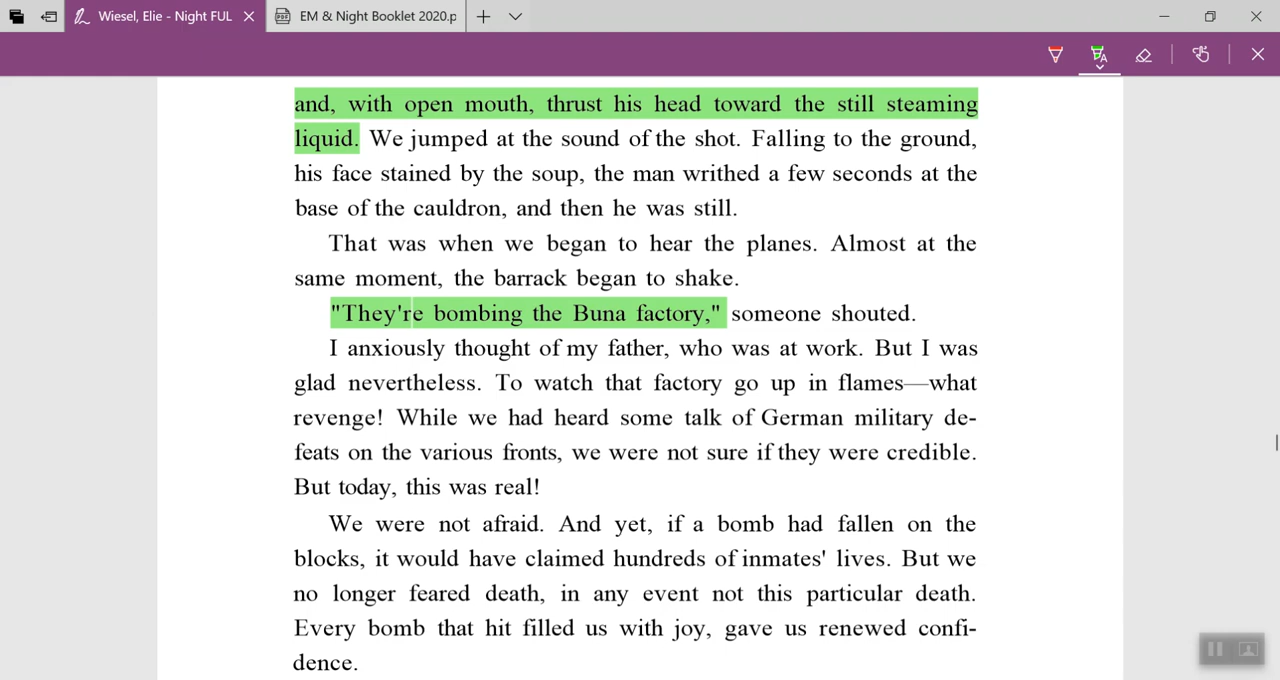 Wiesel, Elie - Night FUL
EM & Night Booklet 2020.p
and, with open mouth, thrust his head toward the still steaming
liquid. We jumped at the sound of the shot. Falling to the ground,
his face stained by the soup, the man writhed a few seconds at the
base of the cauldron, and then he was still.
That was when we began to hear the planes. Almost at the
same moment, the barrack began to shake.
"They're bombing the Buna factory," someone shouted.
I anxiously thought of my father, who was at work. But I was
glad nevertheless. To watch that factory go up in flames—what
revenge! While we had heard some talk of German military de-
feats on the various fronts, we were not sure if they were credible.
But today, this was real!
We were not afraid. And yet, if a bomb had fallen on the
blocks, it would have claimed hundreds of inmates' lives. But we
no longer feared death, in any event not this particular death.
Every bomb that hit filled us with joy, gave us renewed confi-
dence.